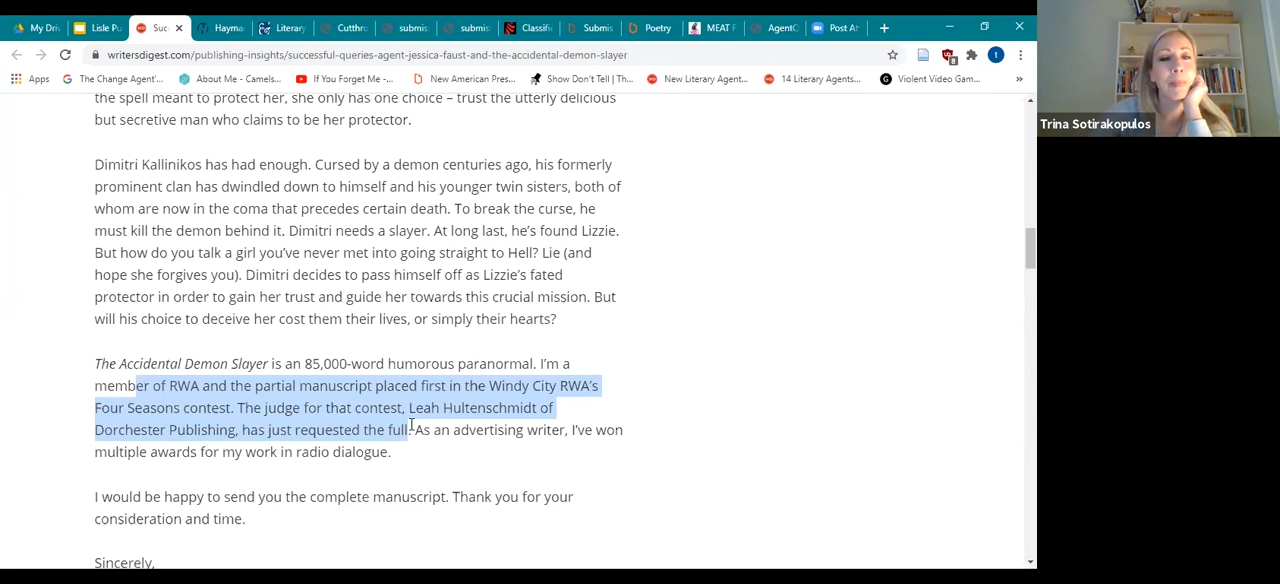 My Dri
Lisle Pu
Suc
Hayma
Literary
Cutthro
submis
submis
Classifi
Submis
Poetry
MEAT F
AgentC
Post At
writersdigest.com/publishing-insights/successful-queries-agent-jessica-faust-and-the-accidental-demon-slayer
8
t
Apps
The Change Agent'...
About Me - Camels...
If You Forget Me -...
New American Pres...
Show Don't Tell | Th...
New Literary Agent...
14 Literary Agents...
Violent Video Gam...
»
the spell meant to protect her, she only has one choice – trust the utterly delicious
but secretive man who claims to be her protector.
Dimitri Kallinikos has had enough. Cursed by a demon centuries ago, his formerly
prominent clan has dwindled down to himself and his younger twin sisters, both of
whom are now in the coma that precedes certain death. To break the curse, he
must kill the demon behind it. Dimitri needs a slayer. At long last, he's found Lizzie.
But how do you talk a girl you've never met into going straight to Hell? Lie (and
hope she forgives you). Dimitri decides to pass himself off as Lizzie's fated
protector in order to gain her trust and guide her towards this crucial mission. But
will his choice to deceive her cost them their lives, or simply their hearts?
The Accidental Demon Slayer is an 85,000-word humorous paranormal. I'm a
member of RWA and the partial manuscript placed first in the Windy City RWA's
Four Seasons contest. The judge for that contest, Leah Hultenschmidt of
Dorchester Publishing, has just requested the full. As an advertising writer, I've won
multiple awards for my work in radio dialogue.
I would be happy to send you the complete manuscript. Thank you for your
consideration and time.
Sincerely,
Trina Sotirakopulos